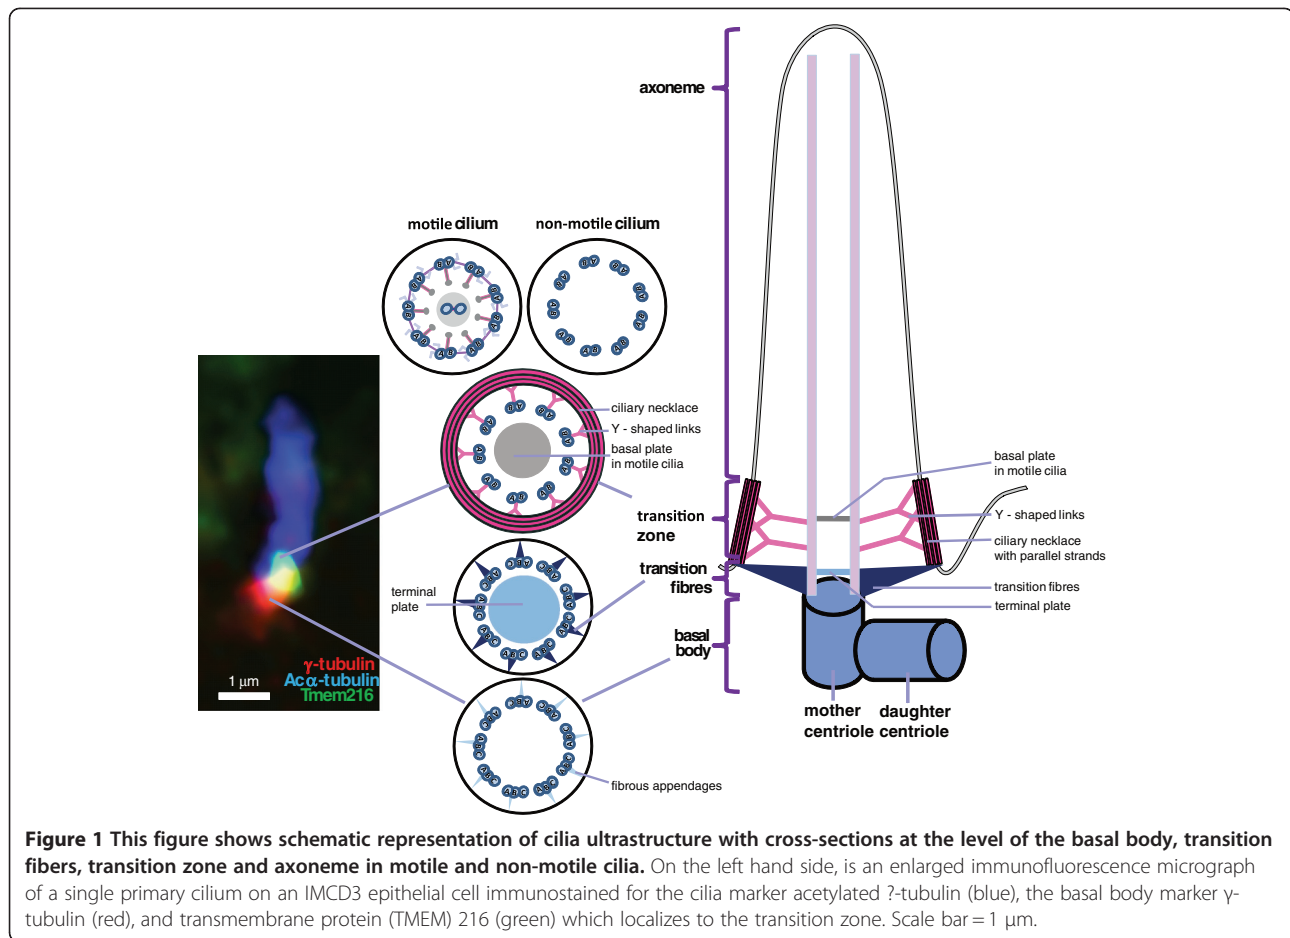 axoneme
motile cilium
non-motile cilium
ciliary necklace
Y - shaped links
basal plate
in motile cilia
transition
zone
transition
fibres
terminal
plate
basal
body
fibrous appendages
γ-tubulin
Acα-tubulin
Tmem216
1 μm
basal plate
in motile cilia
Y - shaped links
ciliary necklace
with parallel strands
transition fibres
terminal plate
mother
centriole
daughter
centriole
Figure 1 This figure shows schematic representation of cilia ultrastructure with cross-sections at the level of the basal body, transition
fibers, transition zone and axoneme in motile and non-motile cilia. On the left hand side, is an enlarged immunofluorescence micrograph
of a single primary cilium on an IMCD3 epithelial cell immunostained for the cilia marker acetylated ?-tubulin (blue), the basal body marker γ-
tubulin (red), and transmembrane protein (TMEM) 216 (green) which localizes to the transition zone. Scale bar = 1 μm.